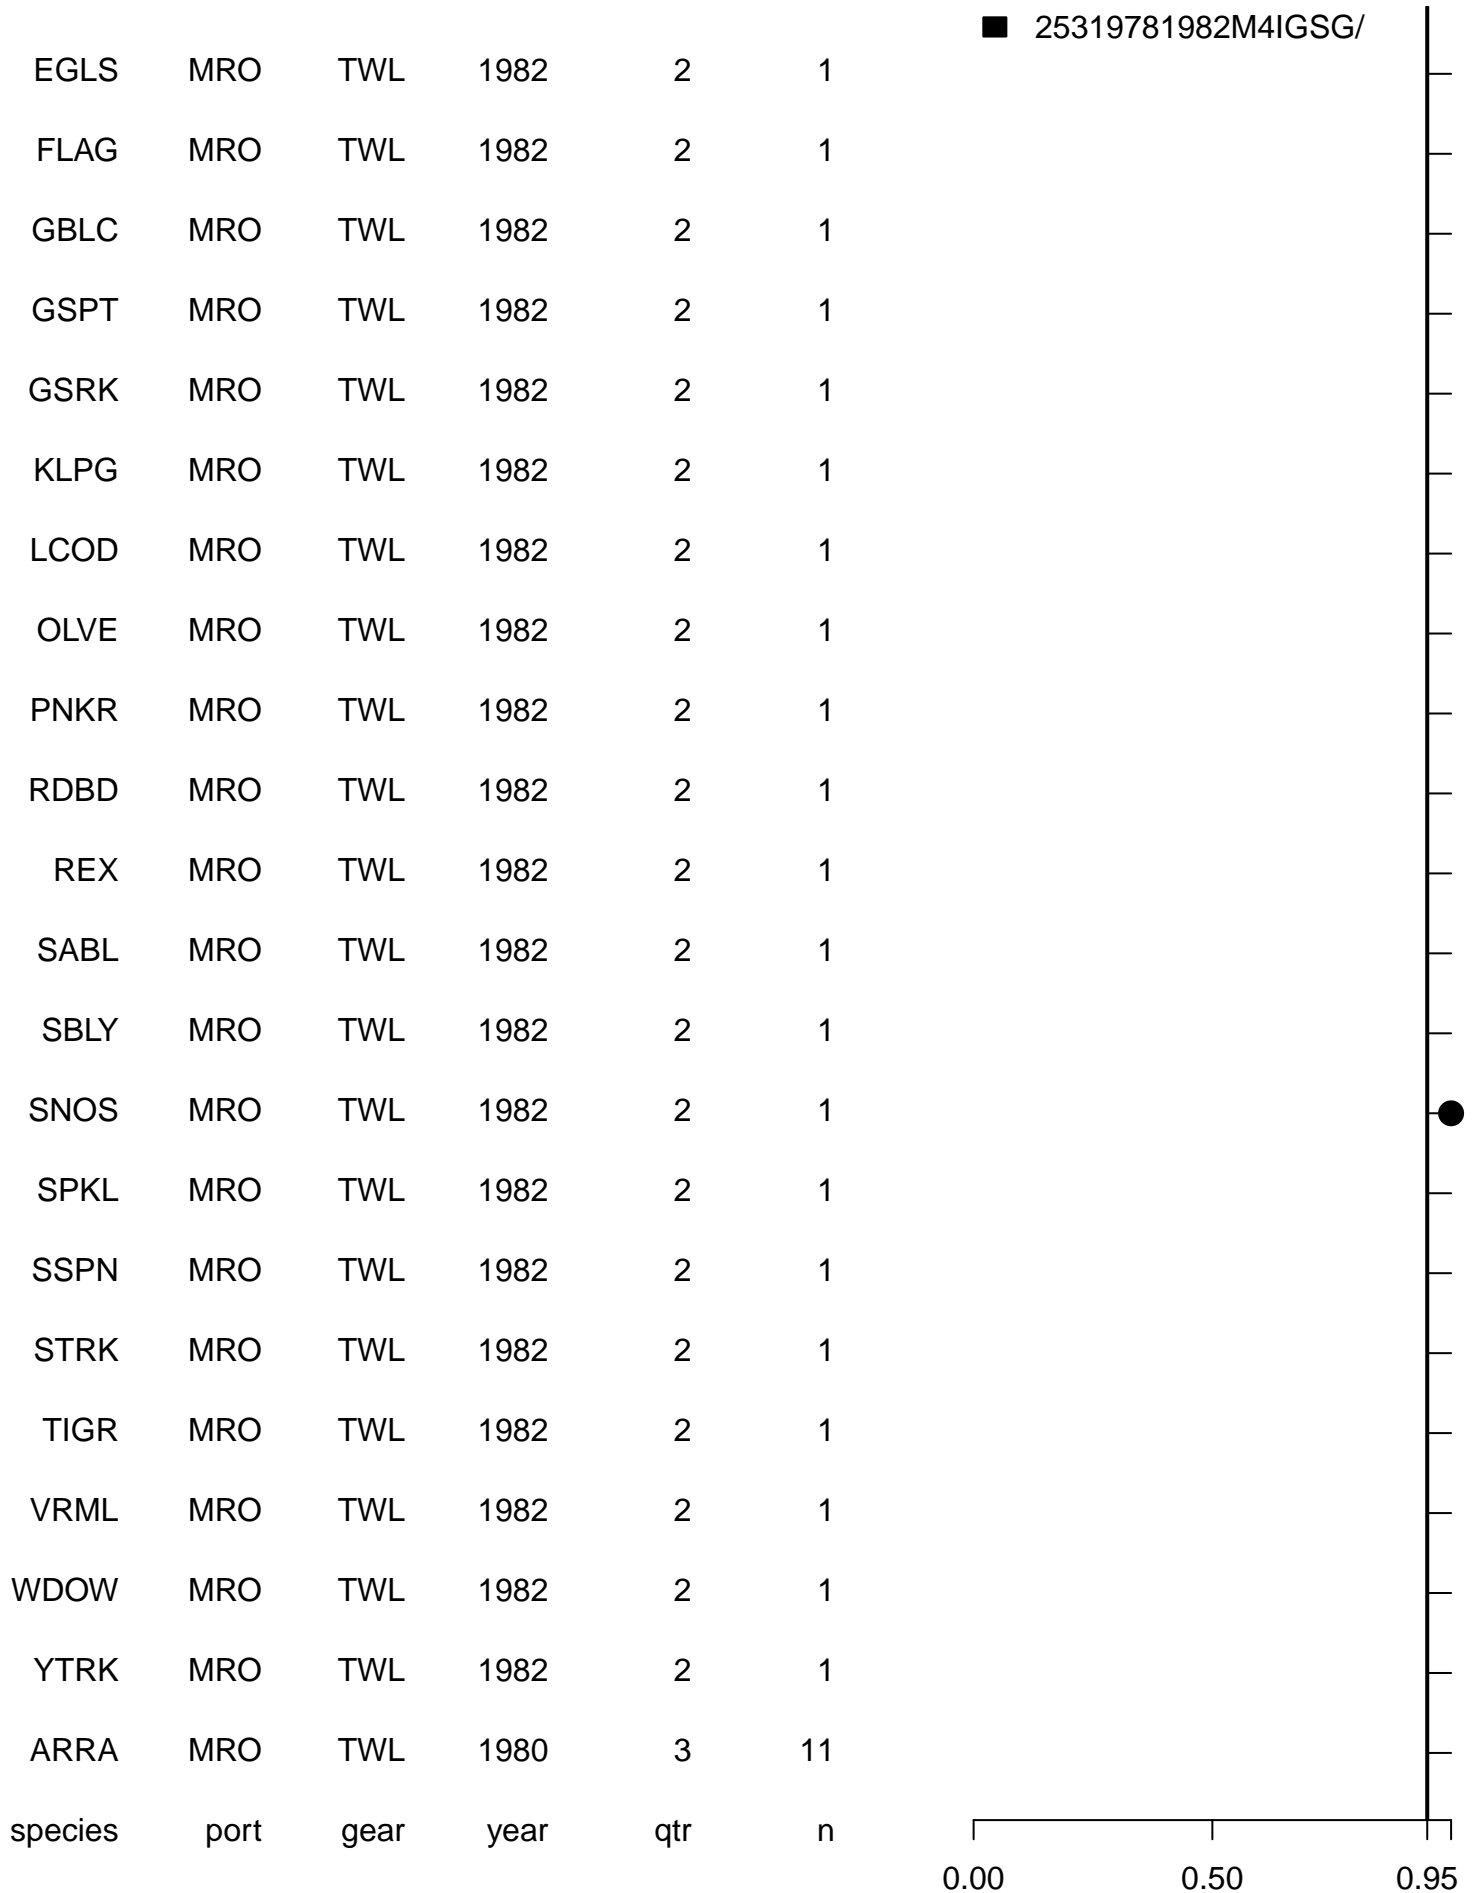 25319781982M4IGSG/
EGLS MRO TWL 1982 2 1
FLAG MRO TWL 1982 2 1
GBLC MRO TWL 1982 2 1
GSPT MRO TWL 1982 2 1
GSRK MRO TWL 1982 2 1
KLPG MRO TWL 1982 2 1
LCOD MRO TWL 1982 2 1
OLVE MRO TWL 1982 2 1
PNKR MRO TWL 1982 2 1
RDBD MRO TWL 1982 2 1
REX MRO TWL 1982 2 1
SABL MRO TWL 1982 2 1
SBLY MRO TWL 1982 2 1
SNOS MRO TWL 1982 2 1
SPKL MRO TWL 1982 2 1
SSPN MRO TWL 1982 2 1
STRK MRO TWL 1982 2 1
TIGR MRO TWL 1982 2 1
VRML MRO TWL 1982 2 1
WDOW MRO TWL 1982 2 1
YTRK MRO TWL 1982 2 1
ARRA MRO TWL 1980 3 11
species port gear year qtr n
0.00 0.50 0.95